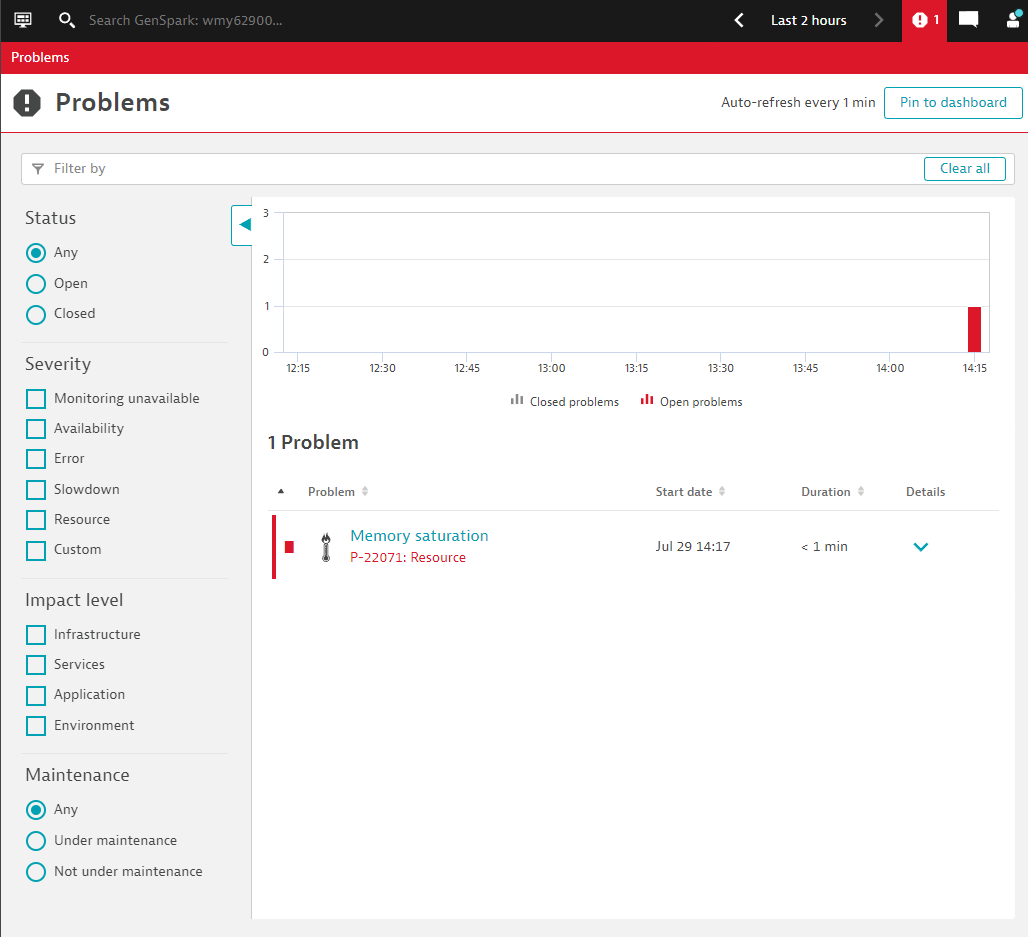 Search GenSpark: wmy62900...
Last 2 hours
1
Problems
Problems
Auto-refresh every 1 min
Pin to dashboard
Filter by
Clear all
Status
Any
Open
Closed
Severity
Monitoring unavailable
Availability
Error
Slowdown
Resource
Custom
Impact level
Infrastructure
Services
Application
Environment
Maintenance
Any
Under maintenance
Not under maintenance
3
2
1
0
12:15 12:30 12:45 13:00 13:15 13:30 13:45 14:00 14:15
Closed problems Open problems
1 Problem
Problem Start date Duration Details
Memory saturation
P-22071: Resource
Jul 29 14:17
< 1 min